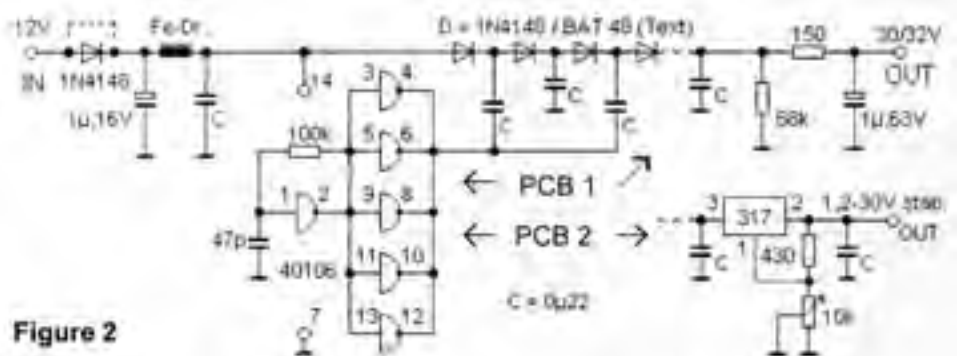 12V
Fe-Dr.
D = 1N4148 / BAT 48 (Text)
150
30/32V
IN
1N4148
OUT
14
3
4
1µ,16V
C
C
C
C
C
C
68k
1µ,63V
100k
5
6
1
2
9
8
← PCB 1
3
317
2
1,2-30V
OUT
47p
← PCB 2 →
1
430
C
C
11
10
40106
C = 0µ22
10k
Figure 2
7
13
12